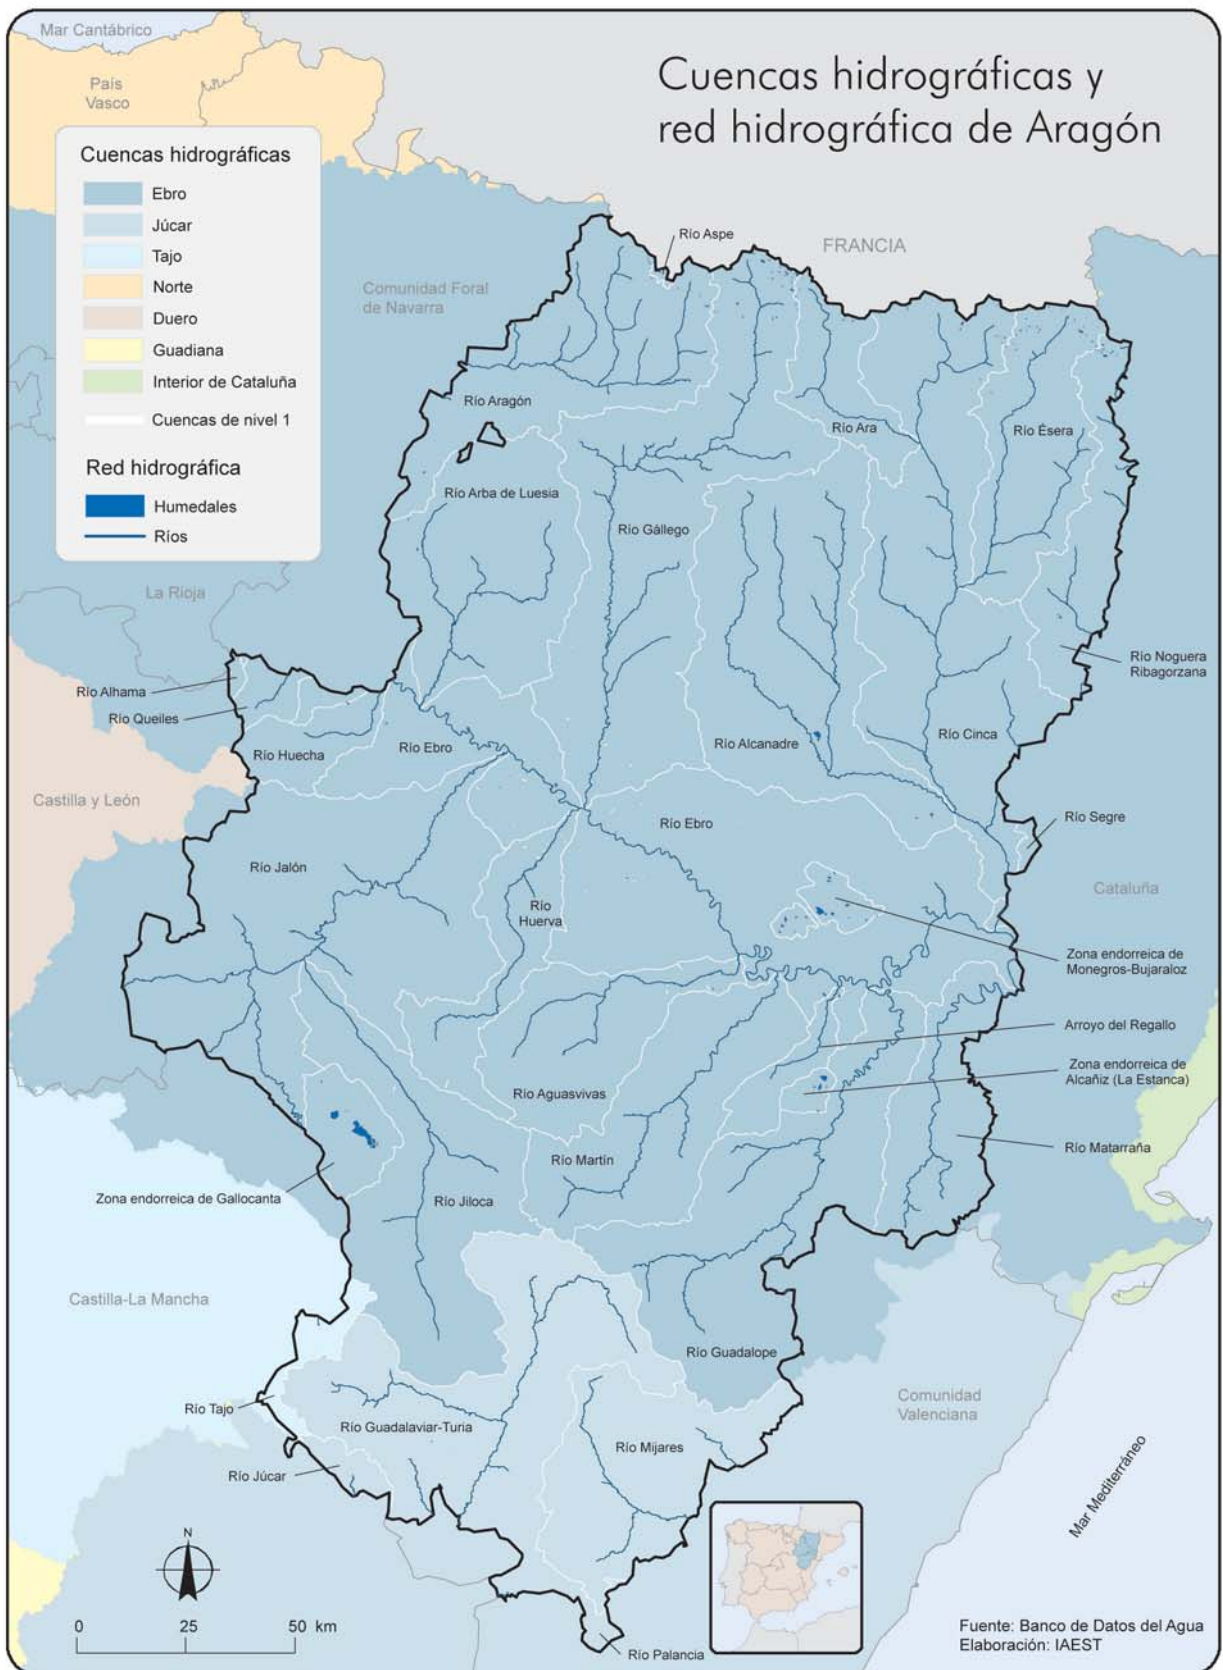 Mar Cantábrico
Cuencas hidrográficas y
red hidrográfica de Aragón
País
Vasco
Cuencas hidrográficas
Ebro
Júcar
Tajo
Norte
Duero
Guadiana
Interior de Cataluña
Cuencas de nivel 1
Red hidrográfica
Humedales
Ríos
Río Aspe
FRANCIA
Comunidad Foral
de Navarra
Río Aragón
Río Ara
Río Ésera
Río Arba de Luesia
Río Gállego
La Rioja
Río Noguera
Ribagorzana
Río Alhama
Río Queiles
Río Huecha
Río Ebro
Río Alcanadre
Río Cinca
Castilla y León
Río Ebro
Río Segre
Río Jalón
Cataluña
Río
Huerva
Zona endorreica de
Monegros-Bujaraloz
Arroyo del Regallo
Zona endorreica de
Alcañiz (La Estanca)
Río Aguasvivas
Río Matarraña
Río Martín
Zona endorreica de Gallocanta
Río Jiloca
Castilla-La Mancha
Río Guadalope
Río Tajo
Comunidad
Valenciana
Río Guadalaviar-Turia
Río Mijares
Río Júcar
Mar Mediterráneo
N
0 25 50 km
Río Palancia
Fuente: Banco de Datos del Agua
Elaboración: IAEST